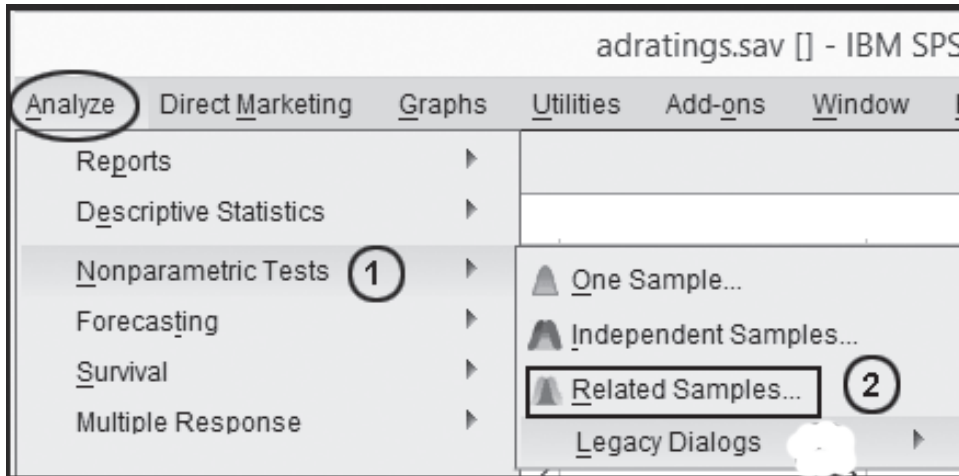 adratings.sav [] - IBM SPS
Analyze Direct Marketing Graphs Utilities Add-ons Window
Reports
Descriptive Statistics
Nonparametric Tests 1
Forecasting
Survival
Multiple Response
One Sample...
Independent Samples...
Related Samples... 2
Legacy Dialogs